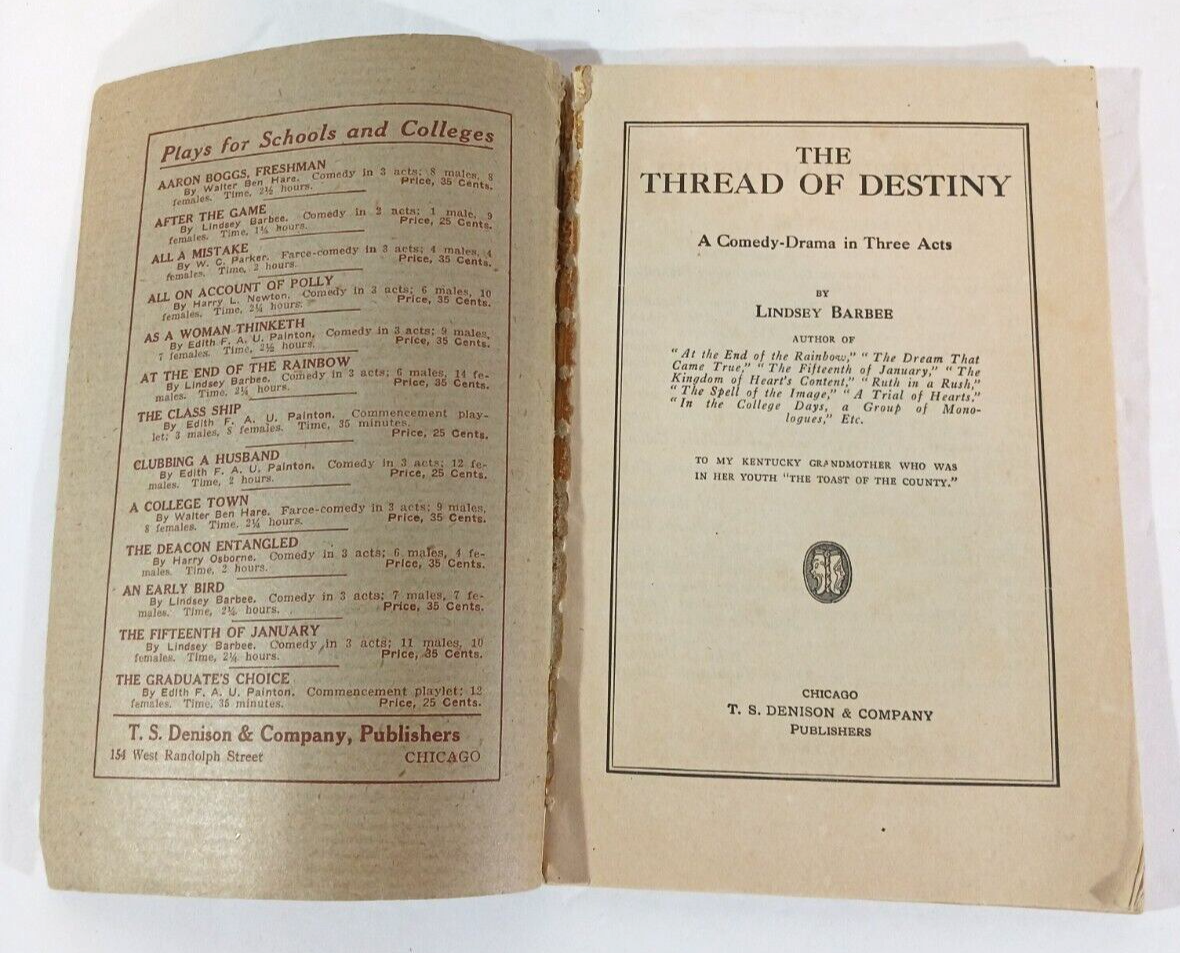 Plays for Schools and Colleges
AARON BOGGS, FRESHMAN
By Walter Ben Hare. Comedy in 3 acts; 8 males, 8
females. Time, 2½ hours. Price, 35 Cents.
AFTER THE GAME
By Lindsey Barbee. Comedy in 2 acts; 1 male, 9
females. Time, 1¼ hours. Price, 25 Cents.
ALL A MISTAKE
By W. C. Parker. Farce-comedy in 3 acts; 4 males, 4
females. Time, 2 hours. Price, 35 Cents.
ALL ON ACCOUNT OF POLLY
By Harry L. Newton. Comedy in 3 acts; 6 males, 10
females. Time, 2¼ hours. Price, 35 Cents.
AS A WOMAN THINKETH
By Edith F. A. U. Painton. Comedy in 3 acts; 9 males,
7 females. Time, 2½ hours. Price, 35 Cents.
AT THE END OF THE RAINBOW
By Lindsey Barbee. Comedy in 3 acts; 6 males, 14 fe-
males. Time, 2¼ hours. Price, 35 Cents.
THE CLASS SHIP
By Edith F. A. U. Painton. Commencement play-
let; 3 males, 8 females. Time, 35 minutes.
Price, 25 Cents.
CLUBBING A HUSBAND
By Edith F. A. U. Painton. Comedy in 3 acts; 12 fe-
males. Time, 2 hours. Price, 25 Cents.
A COLLEGE TOWN
By Walter Ben Hare. Farce-comedy in 3 acts; 9 males,
8 females. Time, 2¼ hours. Price, 35 Cents.
THE DEACON ENTANGLED
By Harry Osborne. Comedy in 3 acts; 6 males, 4 fe-
males. Time, 2 hours. Price, 35 Cents.
AN EARLY BIRD
By Lindsey Barbee. Comedy in 3 acts; 7 males, 7 fe-
males. Time, 2¼ hours. Price, 35 Cents.
THE FIFTEENTH OF JANUARY
By Lindsey Barbee. Comedy in 3 acts; 11 males, 10
females. Time, 2¼ hours. Price, 35 Cents.
THE GRADUATE'S CHOICE
By Edith F. A. U. Painton. Commencement playlet; 12
females. Time, 35 minutes. Price, 25 Cents.
T. S. Denison & Company, Publishers
154 West Randolph Street CHICAGO
THE
THREAD OF DESTINY
A Comedy-Drama in Three Acts
BY
LINDSEY BARBEE
AUTHOR OF
"At the End of the Rainbow," "The Dream That
Came True," "The Fifteenth of January," "The
Kingdom of Heart's Content," "Ruth in a Rush,"
"The Spell of the Image," "A Trial of Hearts,"
"In the College Days, a Group of Mono-
logues," Etc.
TO MY KENTUCKY GRANDMOTHER WHO WAS
IN HER YOUTH "THE TOAST OF THE COUNTY."
CHICAGO
T. S. DENISON & COMPANY
PUBLISHERS